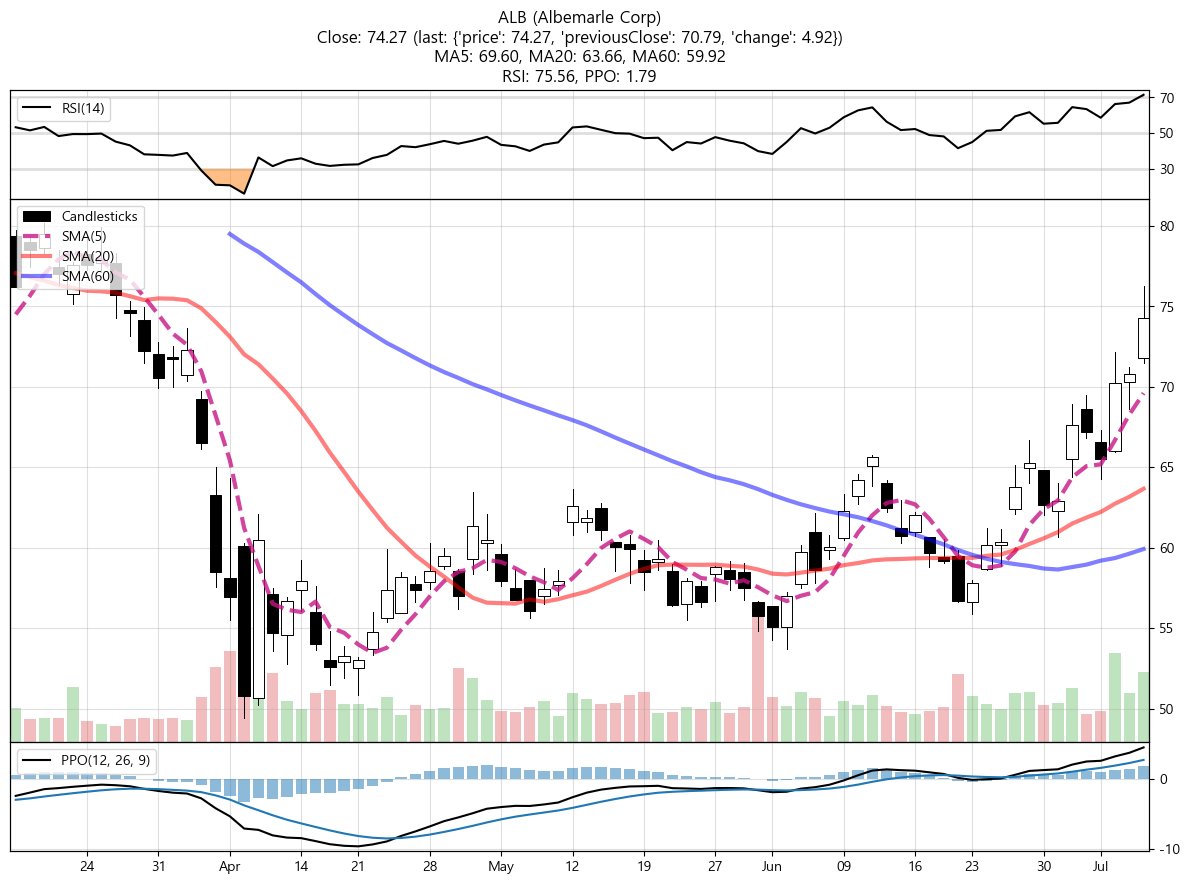 ALB (Albemarle Corp)
Close: 74.27 (last: {'price': 74.27, 'previousClose': 70.79, 'change': 4.92})
MA5: 69.60, MA20: 63.66, MA60: 59.92
RSI: 75.56, PPO: 1.79
RSI(14)
70
50
30
Candlesticks
SMA(5)
SMA(20)
SMA(60)
80
75
70
65
60
55
50
PPO(12, 26, 9)
0
-10
24 31 Apr 14 21 28 May 12 19 27 Jun 09 16 23 30 Jul